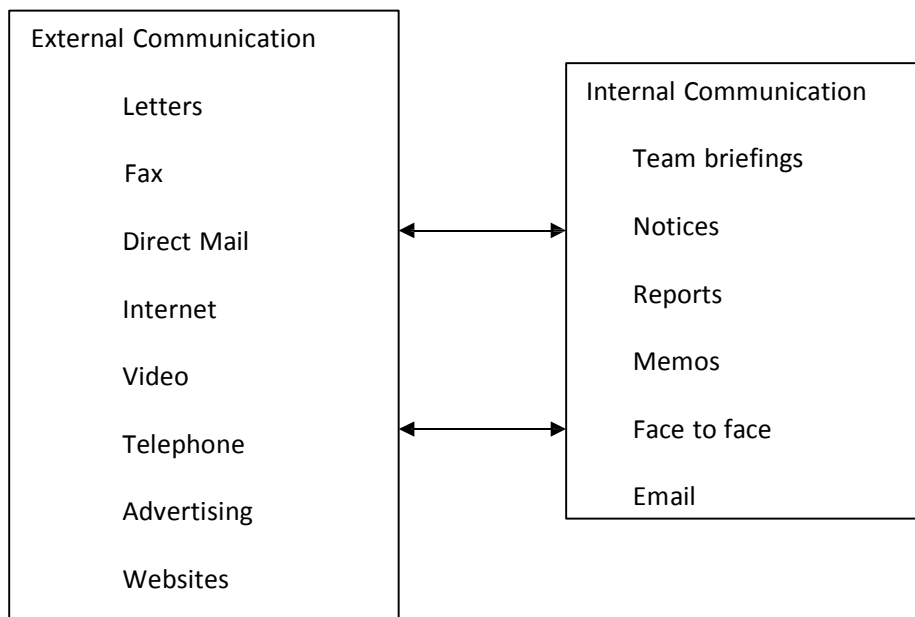 External Communication
Letters
Fax
Direct Mail
Internet
Video
Telephone
Advertising
Websites
Internal Communication
Team briefings
Notices
Reports
Memos
Face to face
Email